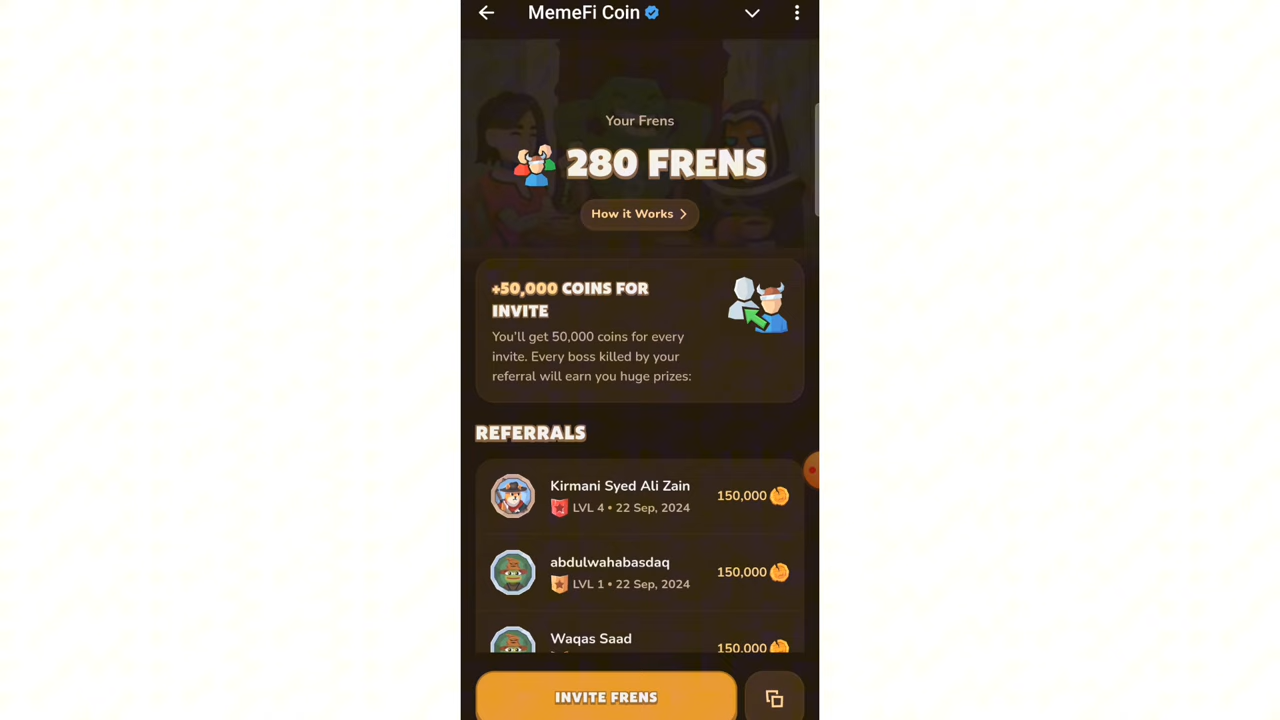 MemeFi Coin
Your Frens
280 FRENS
How it Works
+50,000 COINS FOR
INVITE
You'll get 50,000 coins for every
invite. Every boss killed by your
referral will earn you huge prizes:
REFERRALS
Kirmani Syed Ali Zain
LVL 4 • 22 Sep, 2024
150,000
abdulwahabasdaq
LVL 1 • 22 Sep, 2024
150,000
Waqas Saad
150,000
INVITE FRENS